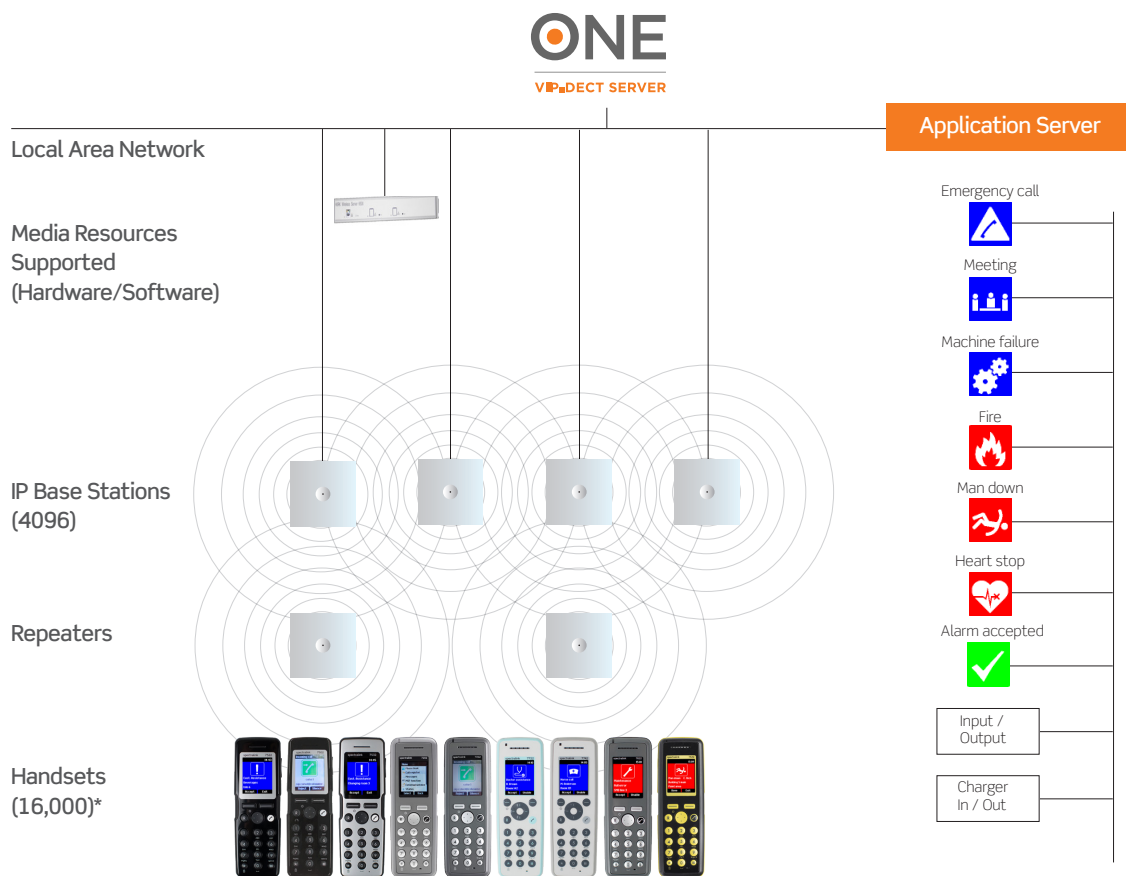 ONE
VIP-DECT SERVER
Application Server
Local Area Network
Media Resources
Supported
(Hardware/Software)
IP Base Stations
(4096)
Repeaters
Handsets
(16,000)*
Emergency call
Meeting
Machine failure
Fire
Man down
Heart stop
Alarm accepted
Input /
Output
Charger
In / Out